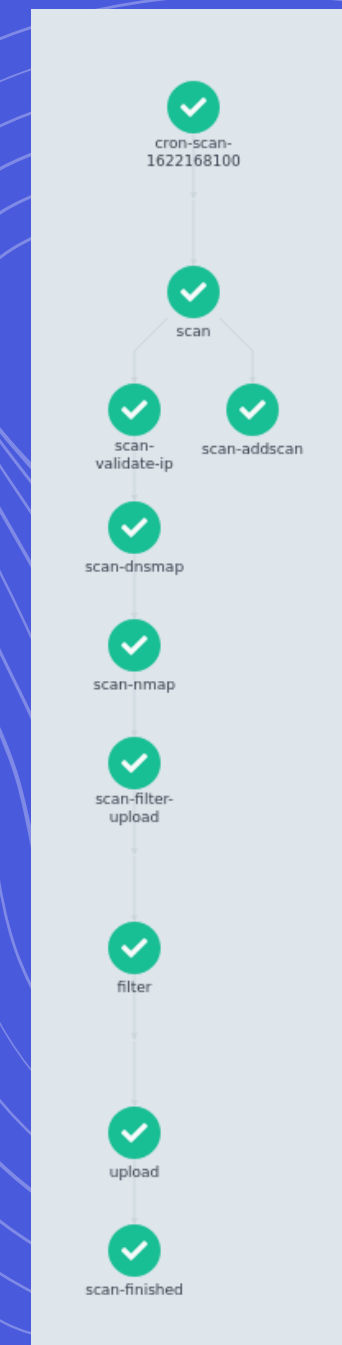 cron-scan-
1622168100
scan
scan-
validate-ip
scan-addscan
scan-dnsmap
scan-nmap
scan-filter-
upload
filter
upload
scan-finished